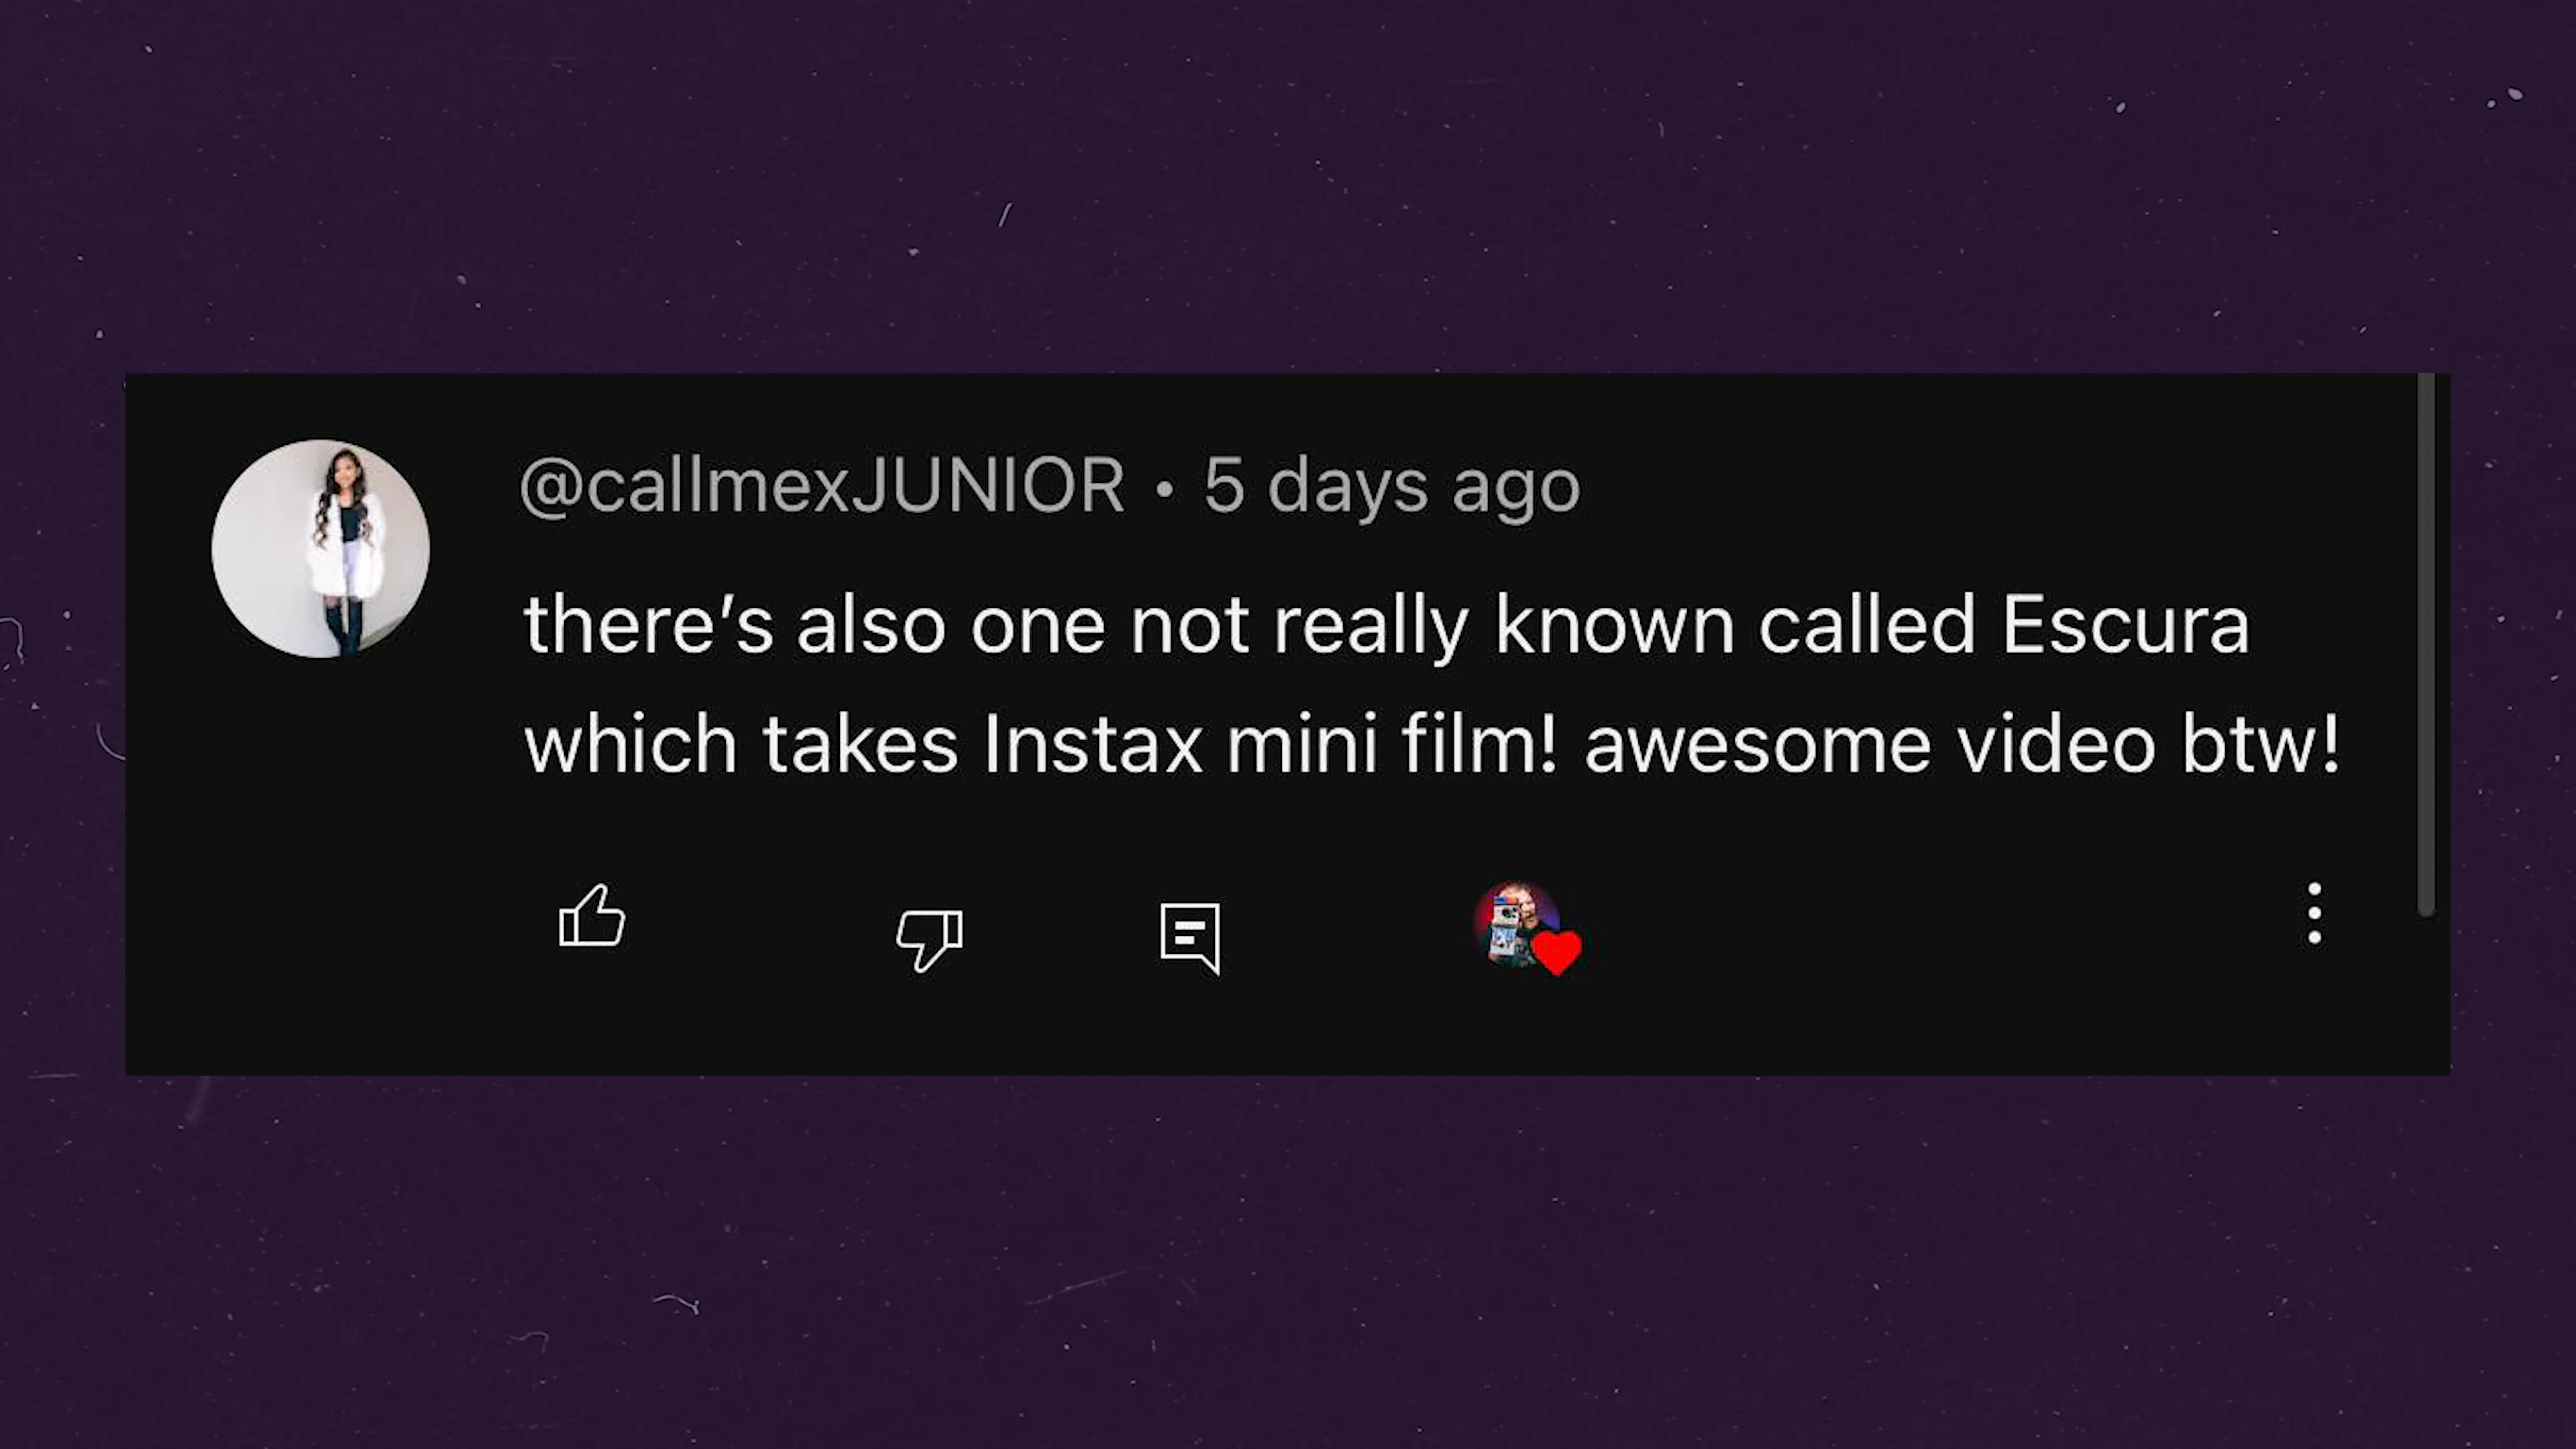 @callmexJUNIOR • 5 days ago
there’s also one not really known called Escura
which takes Instax mini film! awesome video btw!